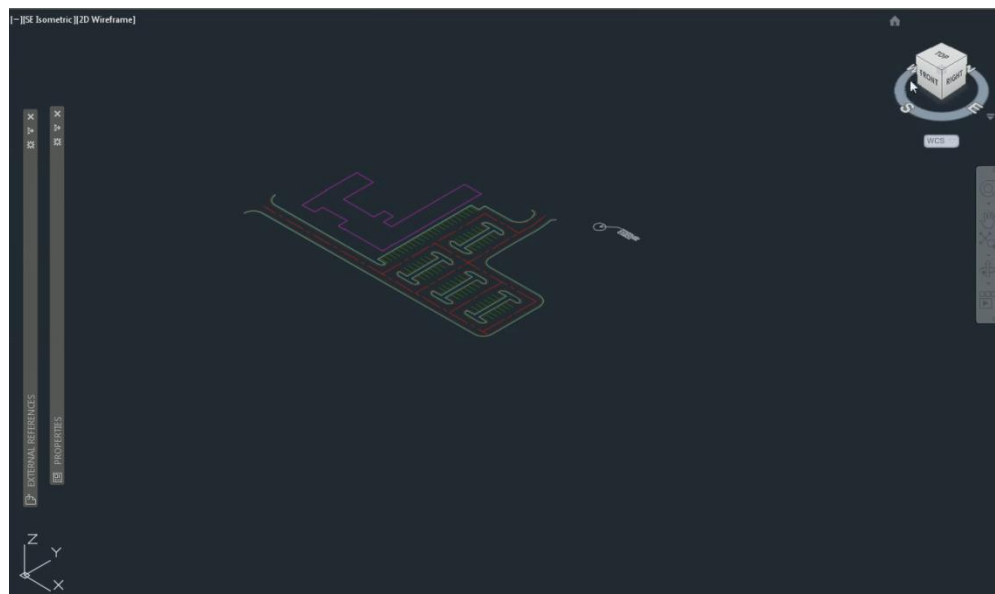 [−][SE Isometric][2D Wireframe]
TOP
FRONT
RIGHT
S
E
WCS
EXTERNAL REFERENCES
PROPERTIES
Z
Y
X